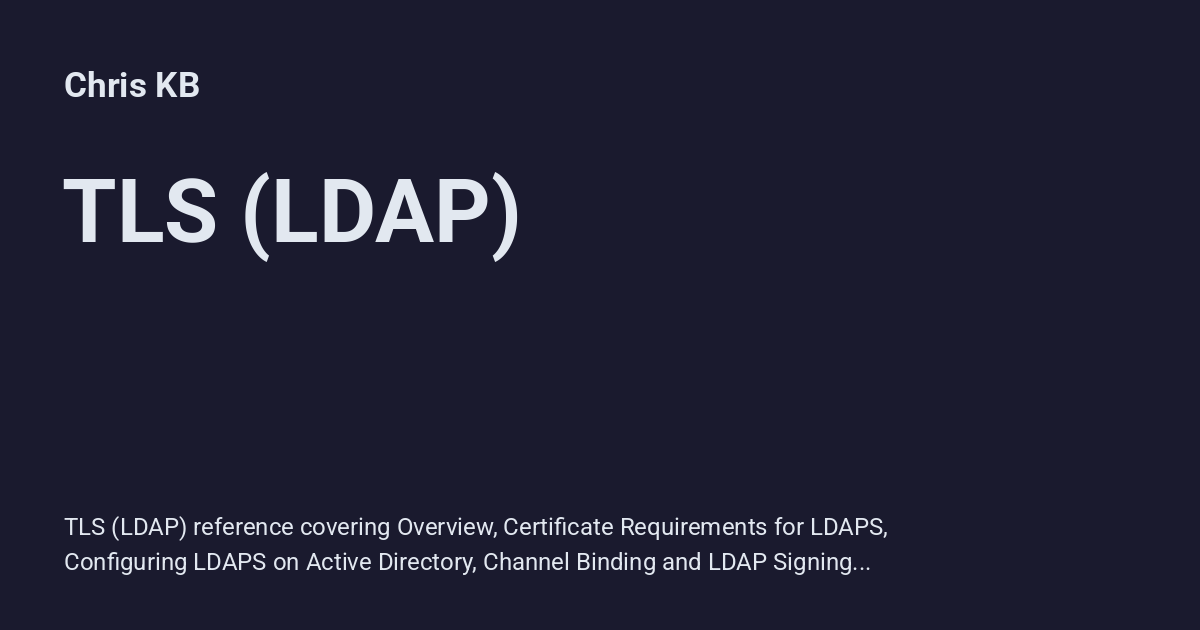 Chris KB
TLS (LDAP)
TLS (LDAP) reference covering Overview, Certificate Requirements for LDAPS,
Configuring LDAPS on Active Directory, Channel Binding and LDAP Signing...